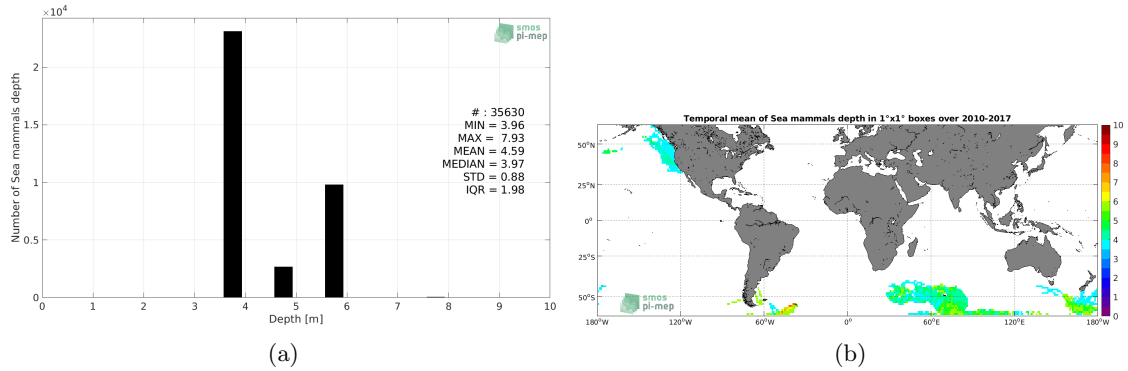 ×10⁴
smos
pi-mep
Number of Sea mammals depth
2
1.5
1
0.5
0
# : 35630
MIN = 3.96
MAX = 7.93
MEAN = 4.59
MEDIAN = 3.97
STD = 0.88
IQR = 1.98
0 1 2 3 4 5 6 7 8 9 10
Depth [m]
(a)
Temporal mean of Sea mammals depth in 1°x1° boxes over 2010-2017
50°N
25°N
0°
25°S
50°S
smos
pi-mep
180°W 120°W 60°W 0° 60°E 120°E 180°W
10
9
8
7
6
5
4
3
2
1
0
(b)